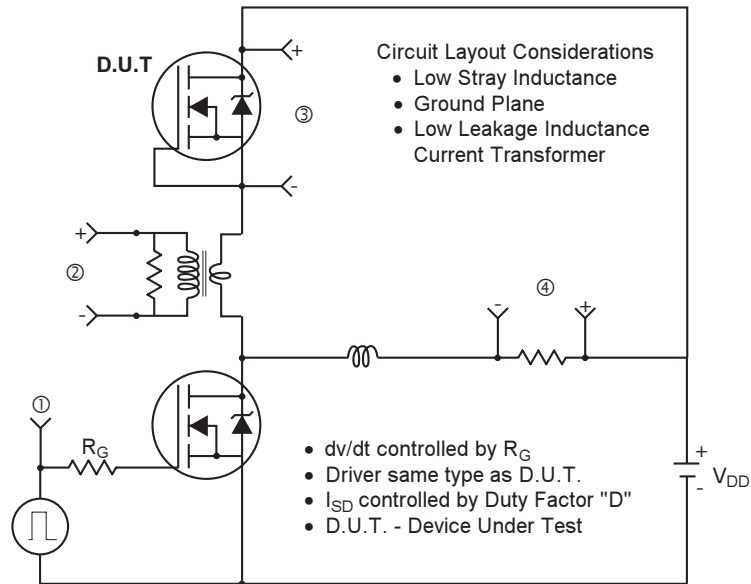 D.U.T
+
-
③
Circuit Layout Considerations
• Low Stray Inductance
• Ground Plane
• Low Leakage Inductance
Current Transformer
+
②
-
-
④
+
①
RG
• dv/dt controlled by RG
• Driver same type as D.U.T.
• ISD controlled by Duty Factor "D"
• D.U.T. - Device Under Test
+
VDD
-